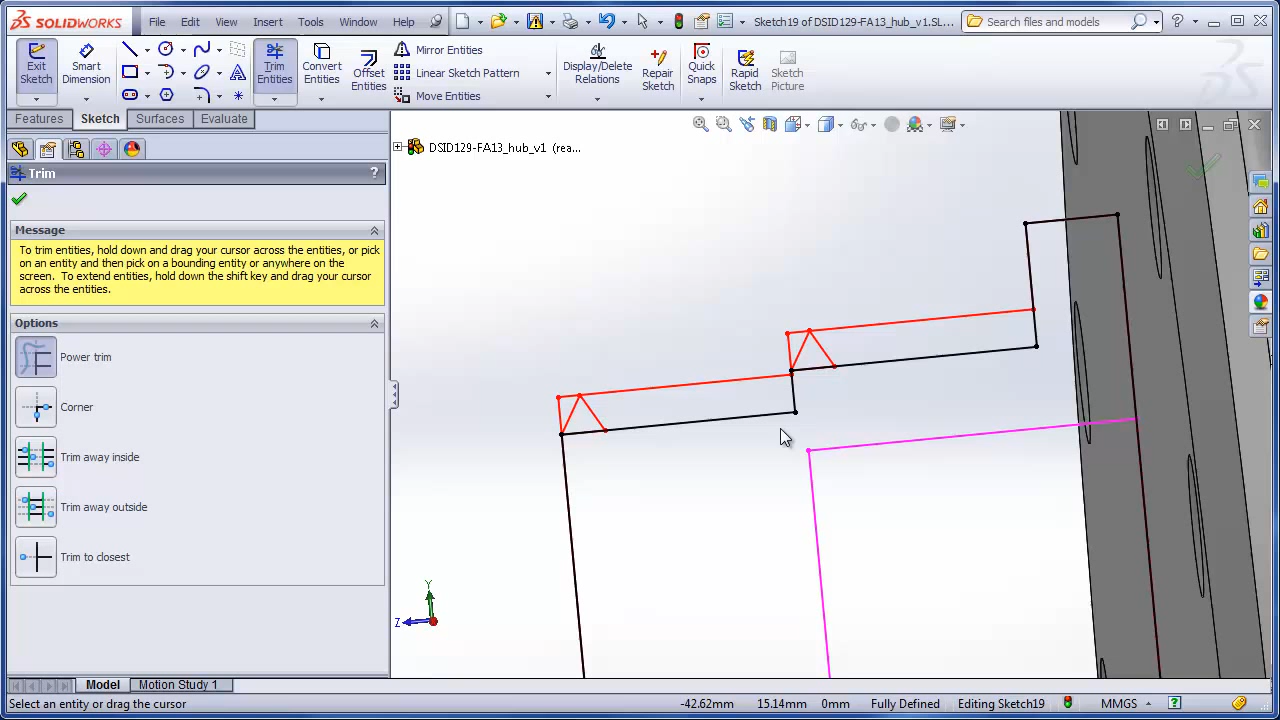 SOLIDWORKS File Edit View Insert Tools Window Help Sketch19 of DSID129-FA13_hub_v1.SL... Search files and models
Exit Sketch
Smart Dimension
Trim Entities
Convert Entities
Offset Entities
Mirror Entities
Linear Sketch Pattern
Move Entities
Display/Delete Relations
Repair Sketch
Quick Snaps
Rapid Sketch
Sketch Picture
Features Sketch Surfaces Evaluate
DSID129-FA13_hub_v1 (rea...
Trim ?
Message
To trim entities, hold down and drag your cursor across the entities, or pick
on an entity and then pick on a bounding entity or anywhere on the
screen. To extend entities, hold down the shift key and drag your cursor
across the entities.
Options
Power trim
Corner
Trim away inside
Trim away outside
Trim to closest
Y
Z
Model Motion Study 1
Select an entity or drag the cursor -42.62mm 15.14mm 0mm Fully Defined Editing Sketch19 MMGS